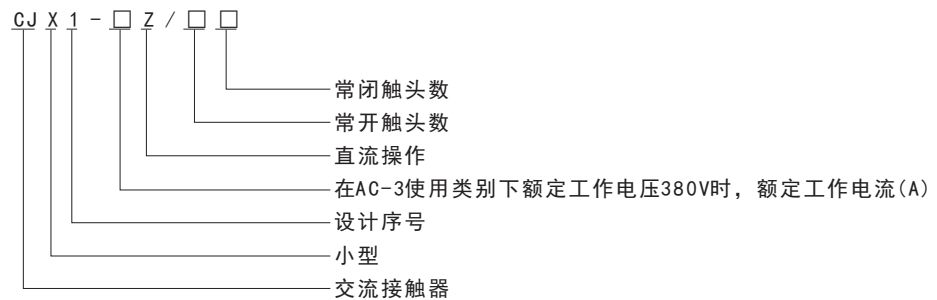 CJ X 1 - □ Z / □ □
常闭触头数
常开触头数
直流操作
在AC-3使用类别下额定工作电压380V时, 额定工作电流(A)
设计序号
小型
交流接触器